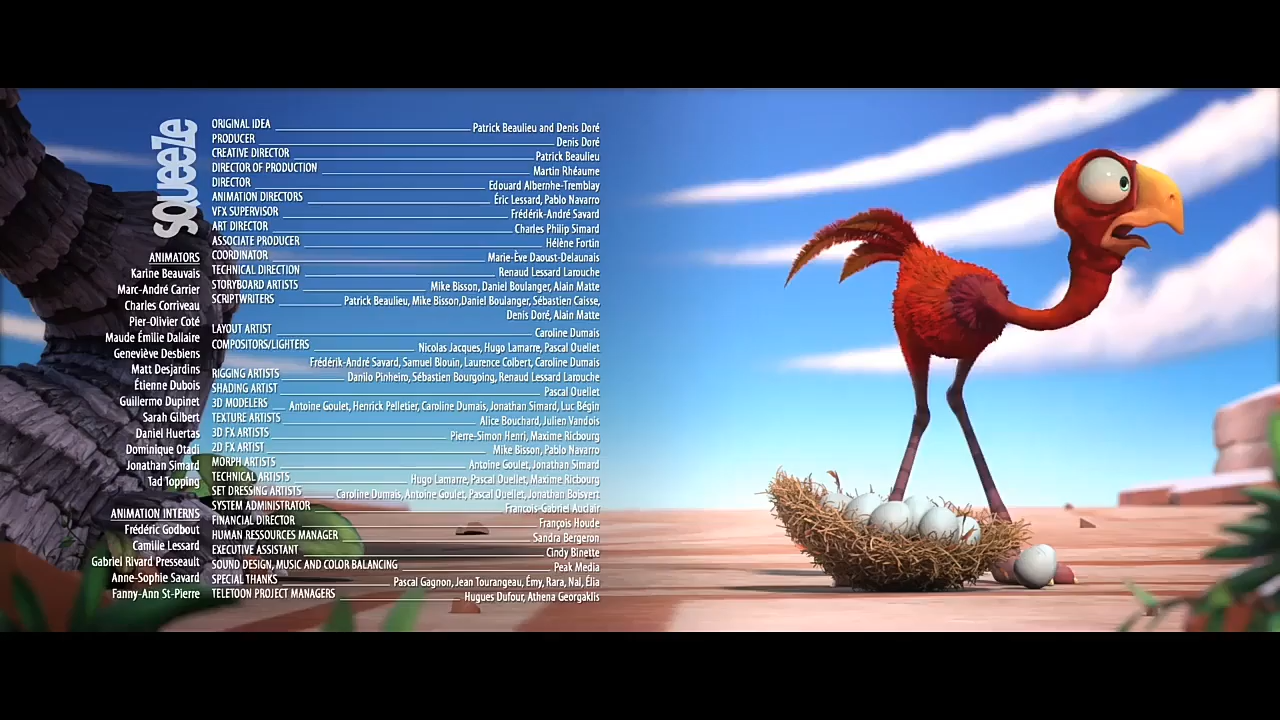 squeeze
ANIMATORS
Karine Beauvais
Marc-André Carrier
Charles Corriveau
Pier-Olivier Coté
Maude Émilie Dallaire
Geneviève Desbiens
Matt Desjardins
Étienne Dubois
Guillermo Dupinet
Sarah Gilbert
Daniel Huertas
Dominique Otádi
Jonathan Simard
Tad Topping
ANIMATION INTERNS
Frédéric Godbout
Camille Lessard
Gabriel Rivard Presseault
Anne-Sophie Savard
Fanny-Ann St-Pierre
ORIGINAL IDEA Patrick Beaulieu and Denis Doré
PRODUCER Denis Doré
CREATIVE DIRECTOR Patrick Beaulieu
DIRECTOR OF PRODUCTION Martin Rhéaume
DIRECTOR Edouard Albernhe-Tremblay
ANIMATION DIRECTORS Éric Lessard, Pablo Navarro
VFX SUPERVISOR Frédérik-André Savard
ART DIRECTOR Charles Philip Simard
ASSOCIATE PRODUCER Hélène Fortin
COORDINATOR Marie-Ève Daoust-Delaunais
TECHNICAL DIRECTION Renaud Lessard Larouche
STORYBOARD ARTISTS Mike Bisson, Daniel Boulanger, Alain Matte
SCRIPTWRITERS Patrick Beaulieu, Mike Bisson,Daniel Boulanger, Sébastien Caisse,
Denis Doré, Alain Matte
LAYOUT ARTIST Caroline Dumais
COMPOSITORS/LIGHTERS Nicolas Jacques, Hugo Lamarre, Pascal Ouellet
Frédérik-André Savard, Samuel Blouin, Laurence Colbert, Caroline Dumais
RIGGING ARTISTS Danilo Pinheiro, Sébastien Bourgoing, Renaud Lessard Larouche
SHADING ARTIST Pascal Ouellet
3D MODELERS Antoine Goulet, Henrick Pelletier, Caroline Dumais, Jonathan Simard, Luc Bégin
TEXTURE ARTISTS Alice Bouchard, Julien Vandois
3D FX ARTISTS Pierre-Simon Henri, Maxime Ricbourg
2D FX ARTIST Mike Bisson, Pablo Navarro
MORPH ARTISTS Antoine Goulet, Jonathan Simard
TECHNICAL ARTISTS Hugo Lamarre, Pascal Ouellet, Maxime Ricbourg
SET DRESSING ARTISTS Caroline Dumais, Antoine Goulet, Pascal Ouellet, Jonathan Boisvert
SYSTEM ADMINISTRATOR Francois-Gabriel Auclair
FINANCIAL DIRECTOR François Houde
HUMAN RESSOURCES MANAGER Sandra Bergeron
EXECUTIVE ASSISTANT Cindy Binette
SOUND DESIGN, MUSIC AND COLOR BALANCING Peak Media
SPECIAL THANKS Pascal Gagnon, Jean Tourangeau, Émy, Rara, Nal, Élia
TELETOON PROJECT MANAGERS Hugues Dufour, Athena Georgaklis